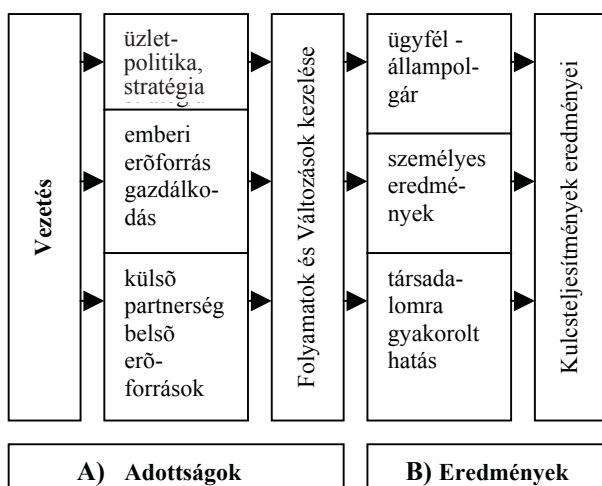 Vezetés
üzlet-
politika,
stratégia
emberi
erõforrás
gazdálko-
dás
külsõ
partnerség
belsõ
erõ-
források
Folyamatok és Változások kezelése
ügyfél -
állampol-
gár
személyes
eredmé-
nyek
társada-
lomra
gyakorolt
hatás
Kulcsteljesítmények eredményei
A) Adottságok
B) Eredmények